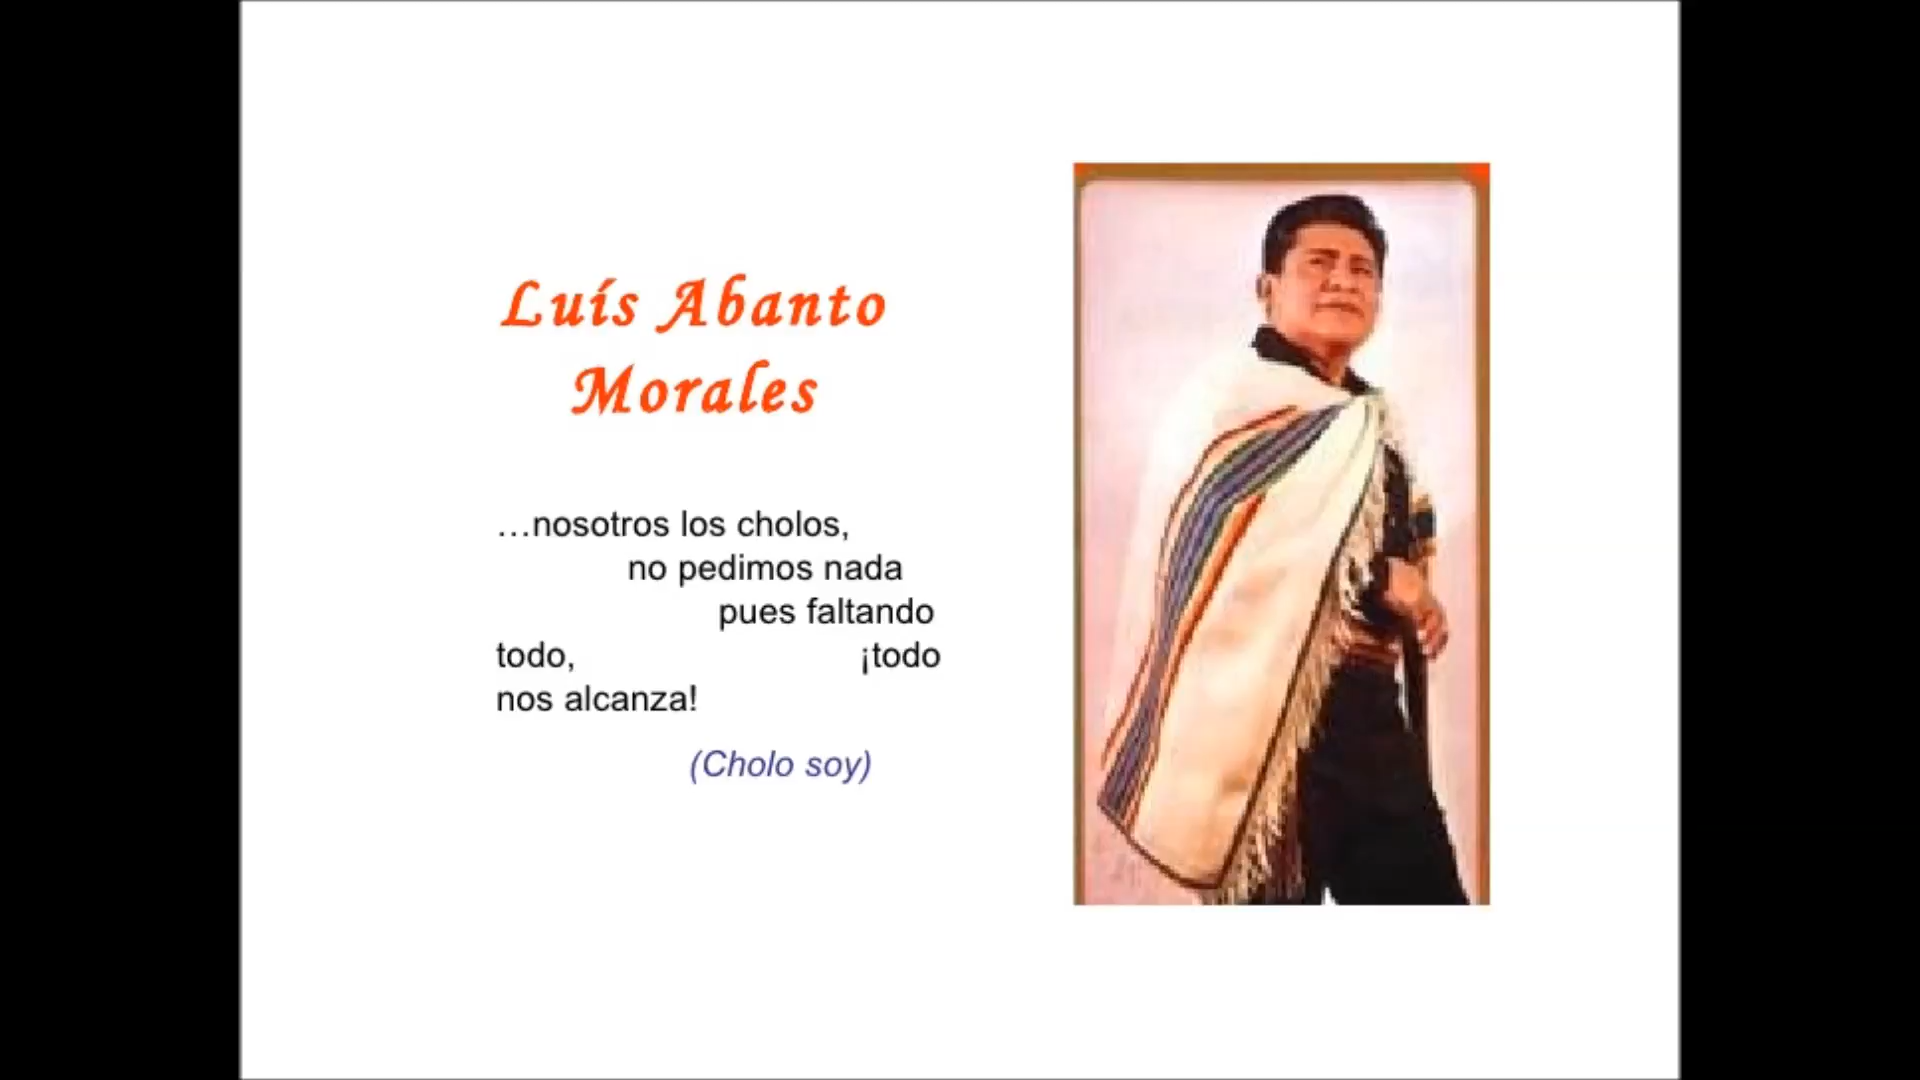 Luís Abanto
Morales
…nosotros los cholos,
no pedimos nada
pues faltando
todo, ¡todo
nos alcanza!
(Cholo soy)